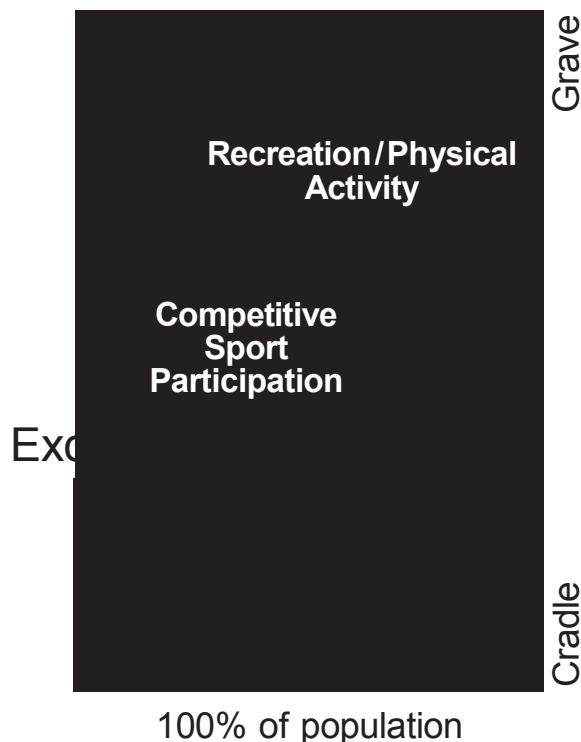 Grave
Recreation/Physical
Activity
Competitive
Sport
Participation
Cradle
100% of population